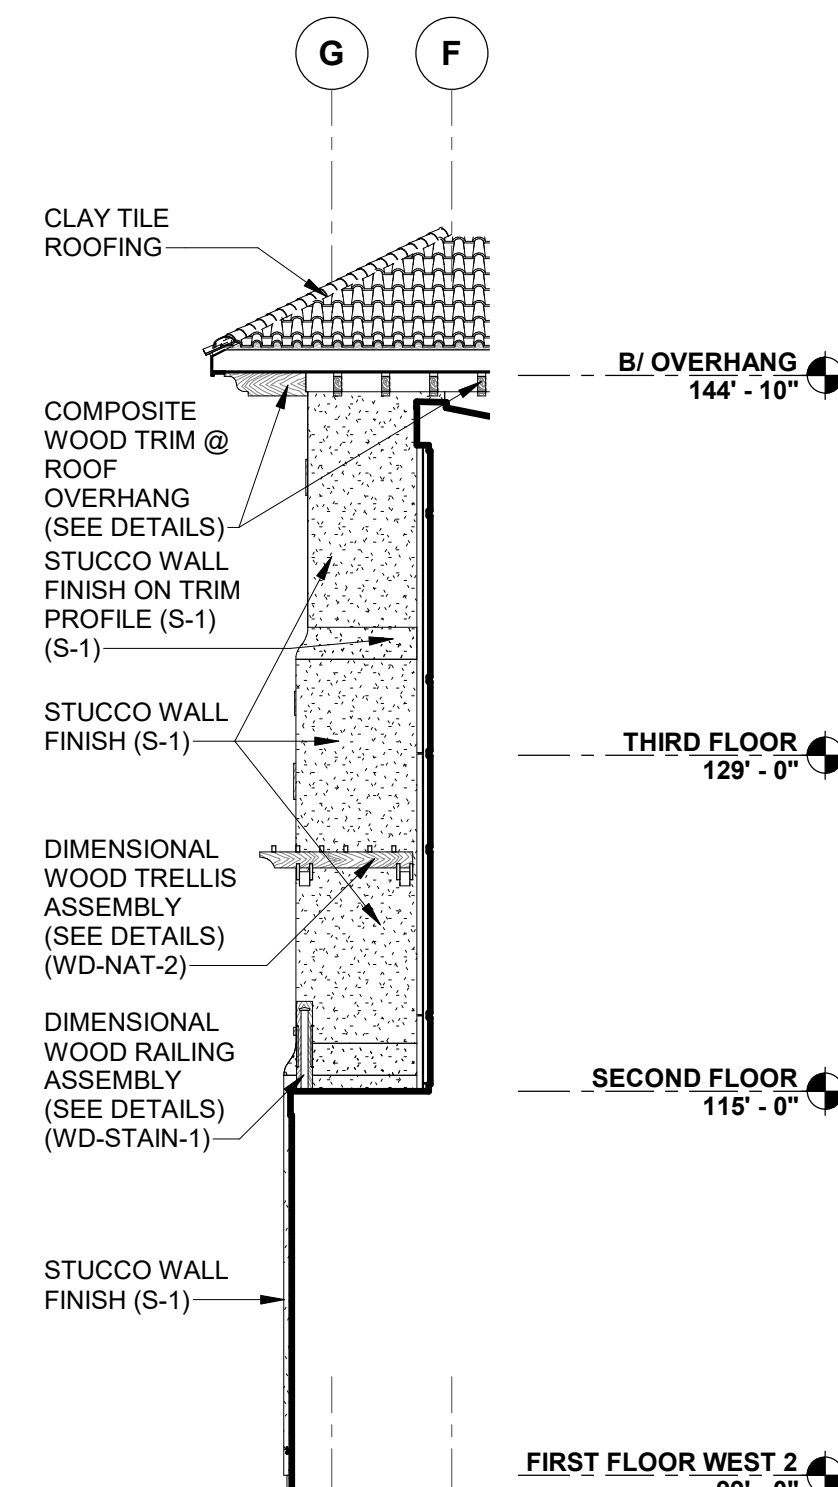 G
F
CLAY TILE
ROOFING
B/ OVERHANG
144' - 10"
COMPOSITE
WOOD TRIM @
ROOF
OVERHANG
(SEE DETAILS)
STUCCO WALL
FINISH ON TRIM
PROFILE (S-1)
(S-1)
STUCCO WALL
FINISH (S-1)
THIRD FLOOR
129' - 0"
DIMENSIONAL
WOOD TRELLIS
ASSEMBLY
(SEE DETAILS)
(WD-NAT-2)
DIMENSIONAL
WOOD RAILING
ASSEMBLY
(SEE DETAILS)
(WD-STAIN-1)
SECOND FLOOR
115' - 0"
STUCCO WALL
FINISH (S-1)
FIRST FLOOR WEST 2
99' - 0"